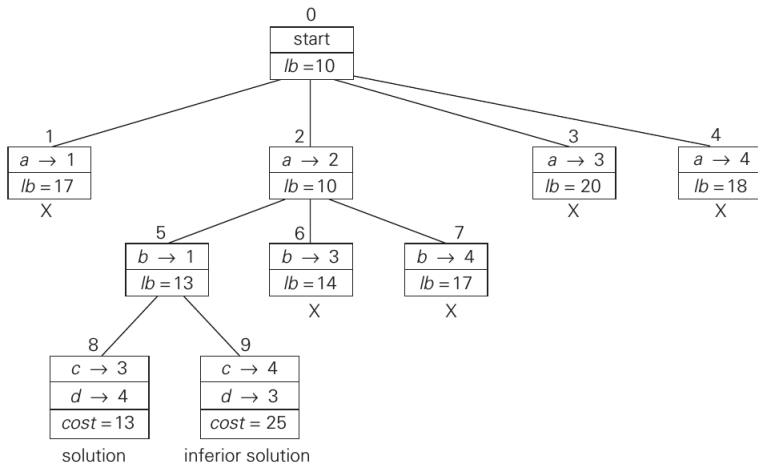 0
start
lb = 10
1
2
3
4
a → 1
a → 2
a → 3
a → 4
lb = 17
lb = 10
lb = 20
lb = 18
X
X
X
5
6
7
b → 1
b → 3
b → 4
lb = 13
lb = 14
lb = 17
X
X
8
9
c → 3
c → 4
d → 4
d → 3
cost = 13
cost = 25
solution
inferior solution